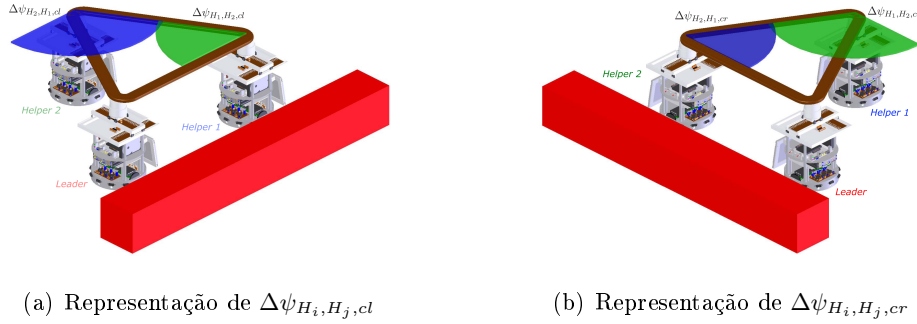 Δψ_{H_2,H_1,cl}
Δψ_{H_1,H_2,cl}
Helper 2
Helper 1
Leader
(a) Representação de Δψ_{H_i,H_j,cl}
Δψ_{H_2,H_1,cr}
Δψ_{H_1,H_2,c
Helper 2
Helper 1
Leader
(b) Representação de Δψ_{H_i,H_j,cr}